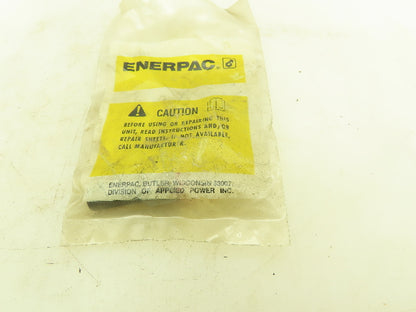 ENERPAC
CAUTION
BEFORE USING OR REPAIRING THIS
UNIT, READ INSTRUCTIONS AND/OR
REPAIR SHEETS. IF NOT AVAILABLE,
CALL MANUFACTURER.
ENERPAC, BUTLER, WISCONSIN 53007
DIVISION OF APPLIED POWER INC.